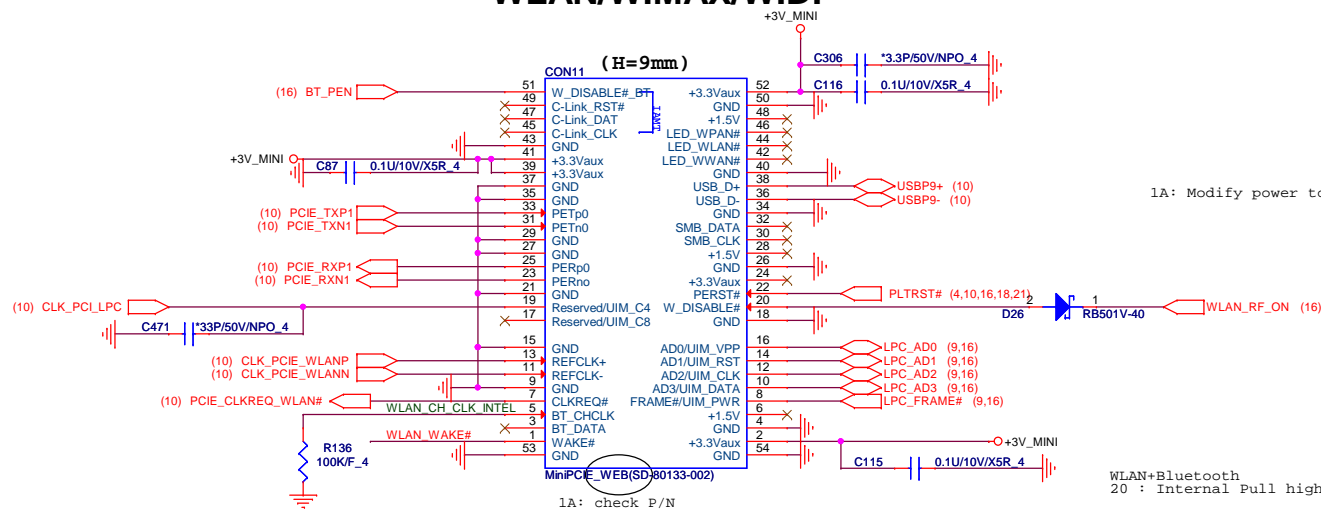 WLAN/WIMAX/WIDI
+3V_MINI
(H=9mm)
CON11
C306 *3.3P/50V/NPO_4
C116 0.1U/10V/X5R_4
(16) BT_PEN
51 W_DISABLE#_BT
49 C-Link_RST#
47 C-Link_DAT
45 C-Link_CLK
43 GND
41 +3.3Vaux
39 +3.3Vaux
37 GND
35 GND
33 PETp0
31 PETn0
29 GND
27 GND
25 PERp0
23 PERno
21 GND
19 Reserved/UIM_C4
17 Reserved/UIM_C8
15 GND
13 REFCLK+
11 REFCLK-
9 GND
7 CLKREQ#
5 BT_CHCLK
3 BT_DATA
1 WAKE#
53 GND
IAMT
+3.3Vaux 52
GND 50
+1.5V 48
LED_WPAN# 46
LED_WLAN# 44
LED_WWAN# 42
GND 40
USB_D+ 38
USB_D- 36
GND 34
SMB_DATA 32
SMB_CLK 30
+1.5V 28
GND 26
+3.3Vaux 24
PERST# 22
W_DISABLE# 20
GND 18
AD0/UIM_VPP 16
AD1/UIM_RST 14
AD2/UIM_CLK 12
AD3/UIM_DATA 10
FRAME#/UIM_PWR 8
+1.5V 6
GND 4
+3.3Vaux 2
GND 54
+3V_MINI
C87 0.1U/10V/X5R_4
(10) PCIE_TXP1
(10) PCIE_TXN1
(10) PCIE_RXP1
(10) PCIE_RXN1
(10) CLK_PCI_LPC
C471 *33P/50V/NPO_4
(10) CLK_PCIE_WLANP
(10) CLK_PCIE_WLANN
(10) PCIE_CLKREQ_WLAN#
WLAN_CH_CLK_INTEL
WLAN_WAKE#
R136
100K/F_4
USBP9+ (10)
USBP9- (10)
1A: Modify power to
PLTRST# (4,10,16,18,21)
2 D26 1 RB501V-40
WLAN_RF_ON (16)
LPC_AD0 (9,16)
LPC_AD1 (9,16)
LPC_AD2 (9,16)
LPC_AD3 (9,16)
LPC_FRAME# (9,16)
+3V_MINI
C115 0.1U/10V/X5R_4
MiniPCIE_WEB(SD-80133-002)
1A: check P/N
WLAN+Bluetooth
20 : Internal Pull high